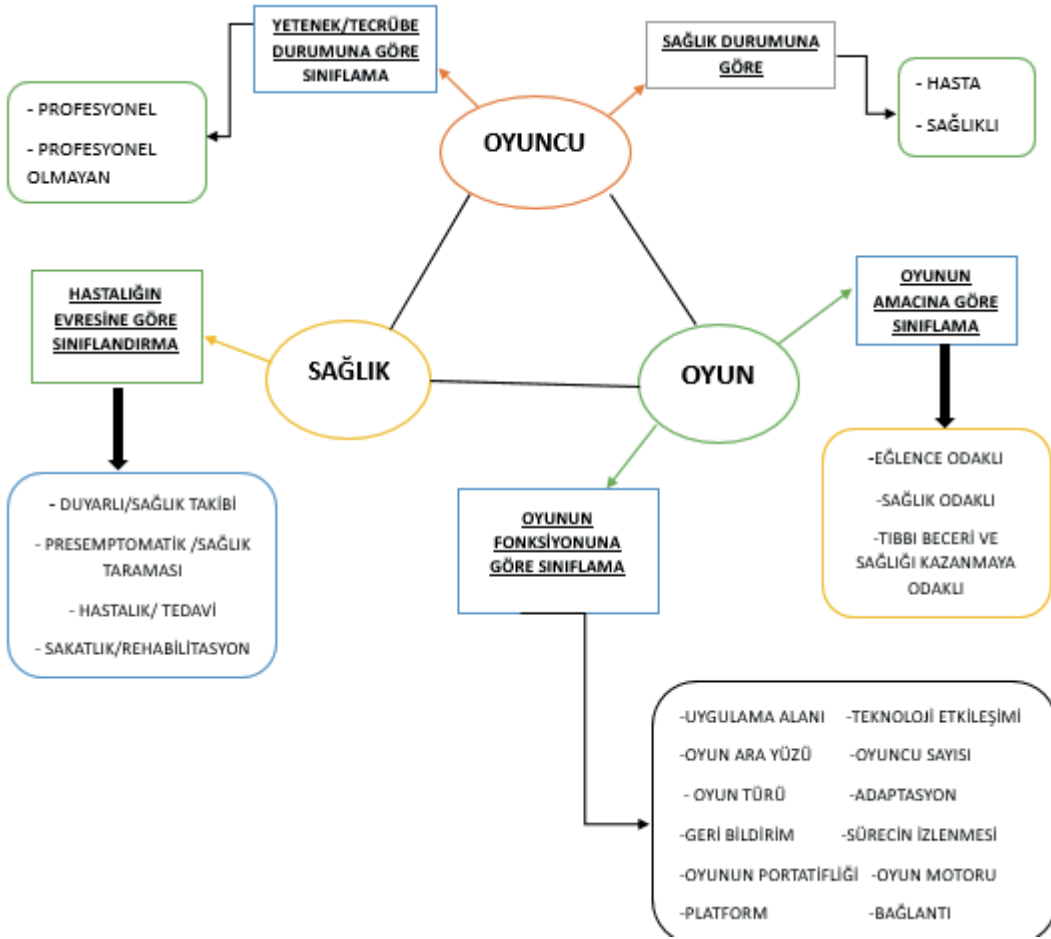 YETENEK/TECRÜBE
DURUMUNA GÖRE
SINIFLAMA
SAĞLIK DURUMUNA
GÖRE
- PROFESYONEL
- PROFESYONEL
OLMAYAN
OYUNCU
- HASTA
- SAĞLIKLI
HASTALIĞIN
EVRESİNE GÖRE
SINIFLANDIRMA
SAĞLIK
OYUN
OYUNUN
AMACINA GÖRE
SINIFLAMA
- DUYARLI/SAĞLIK TAKİBİ
- PRESEMPTOMATİK /SAĞLIK
TARAMASI
- HASTALIK/ TEDAVİ
- SAKATLIK/REHABİLİTASYON
OYUNUN
FONKSİYONUNA
GÖRE SINIFLAMA
-EĞLENCE ODAKLI
-SAĞLIK ODAKLI
-TIBBI BECERİ VE
SAĞLIĞI KAZANMAYA
ODAKLI
-UYGULAMA ALANI -TEKNOLOJİ ETKİLEŞİMİ
-OYUN ARA YÜZÜ -OYUNCU SAYISI
- OYUN TÜRÜ -ADAPTASYON
-GERİ BİLDİRİM -SÜRECİN İZLENMESİ
-OYUNUN PORTATİFLİĞİ -OYUN MOTORU
-PLATFORM -BAĞLANTI